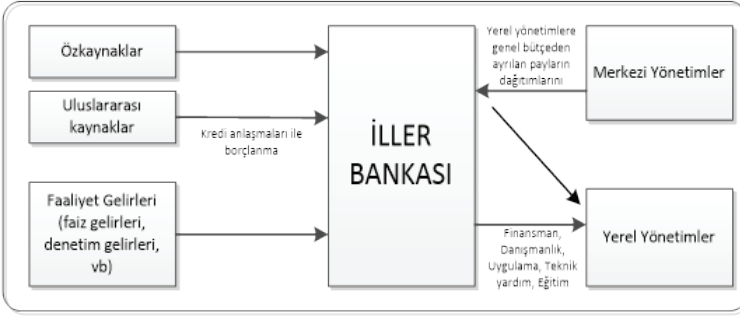 Özkaynaklar
Uluslararası
kaynaklar
Kredi anlaşmaları ile
borçlanma
Faaliyet Gelirleri
(faiz gelirleri,
denetim gelirleri,
vb)
İLLER
BANKASI
Yerel yönetimlere
genel bütçeden
ayrılan payların
dağıtımlarını
Merkezi Yönetimler
Finansman,
Danışmanlık,
Uygulama, Teknik
yardım, Eğitim
Yerel Yönetimler